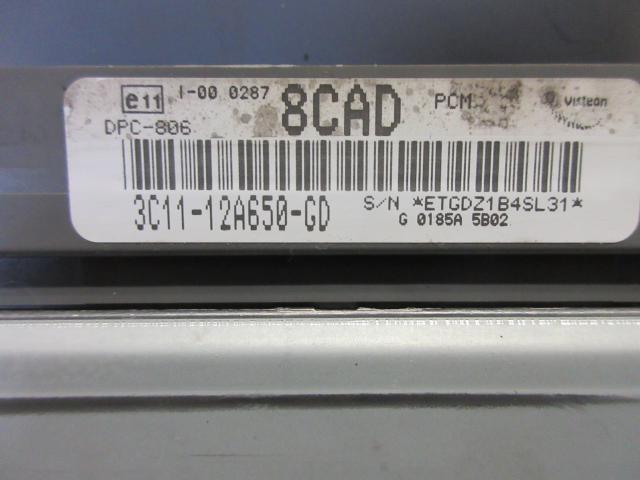 e11 I-00 0287 8CAD PCM Visteon
DPC-806
3C11-12A650-GD S/N *ETGDZ1B4SL31*
G 0185A 5B02